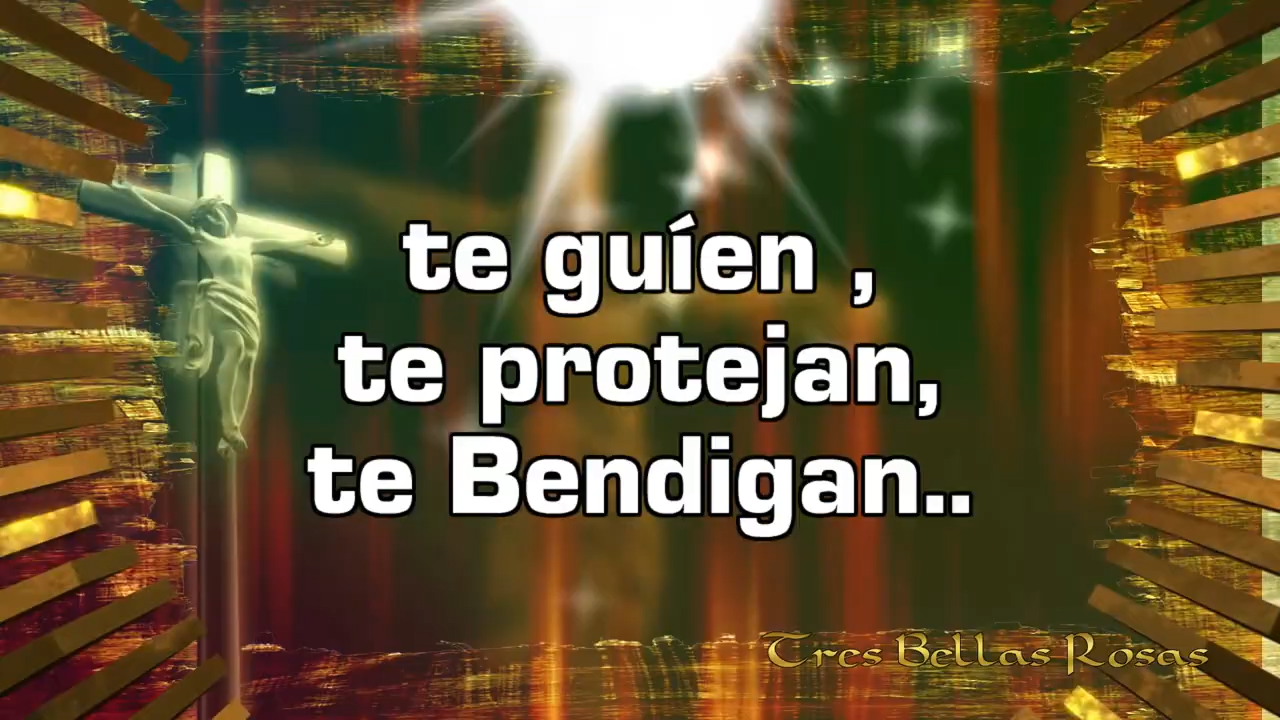 te guíen ,
te protejan,
te Bendigan..
Tres Bellas Rosas